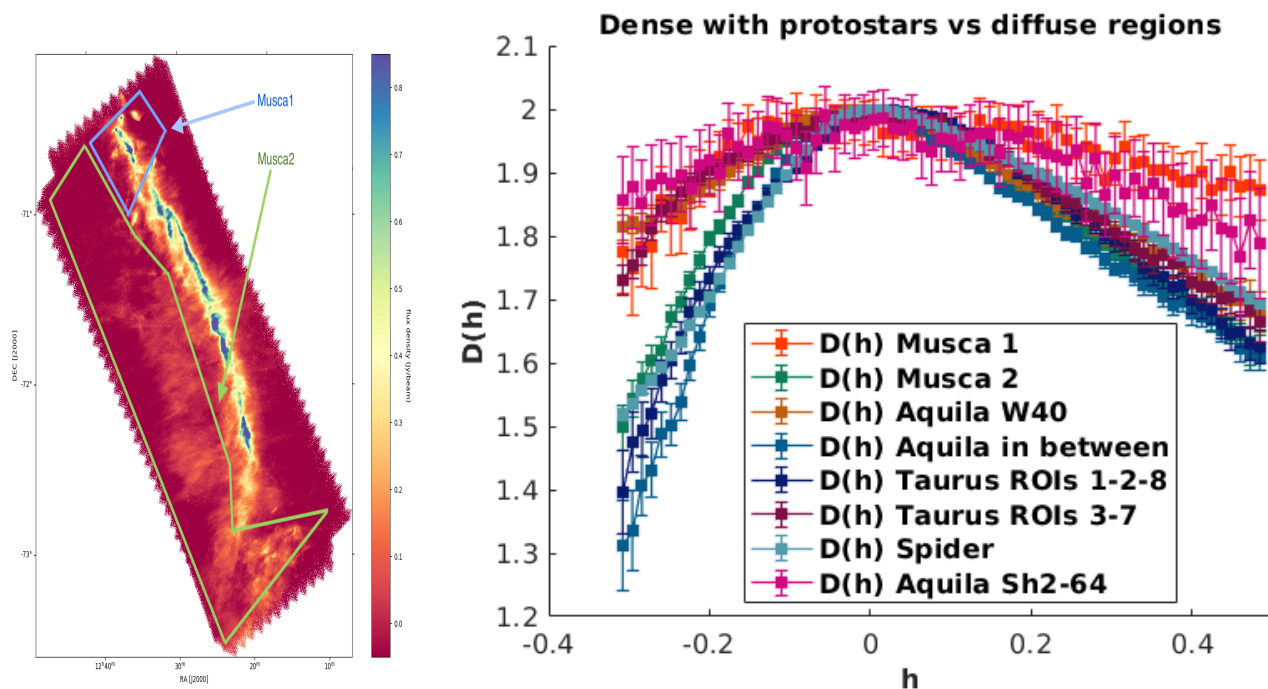 Musca1
Musca2
DEC [J2000]
-71°
-72°
-73°
12ʰ40ᵐ
30ᵐ
20ᵐ
10ᵐ
RA [J2000]
0.8
0.7
0.6
0.5
0.4
0.3
0.2
0.1
0.0
flux density (Jy/beam)
Dense with protostars vs diffuse regions
D(h)
2.1
2
1.9
1.8
1.7
1.6
1.5
1.4
1.3
1.2
D(h) Musca 1
D(h) Musca 2
D(h) Aquila W40
D(h) Aquila in between
D(h) Taurus ROIs 1-2-8
D(h) Taurus ROIs 3-7
D(h) Spider
D(h) Aquila Sh2-64
-0.4
-0.2
0
0.2
0.4
h